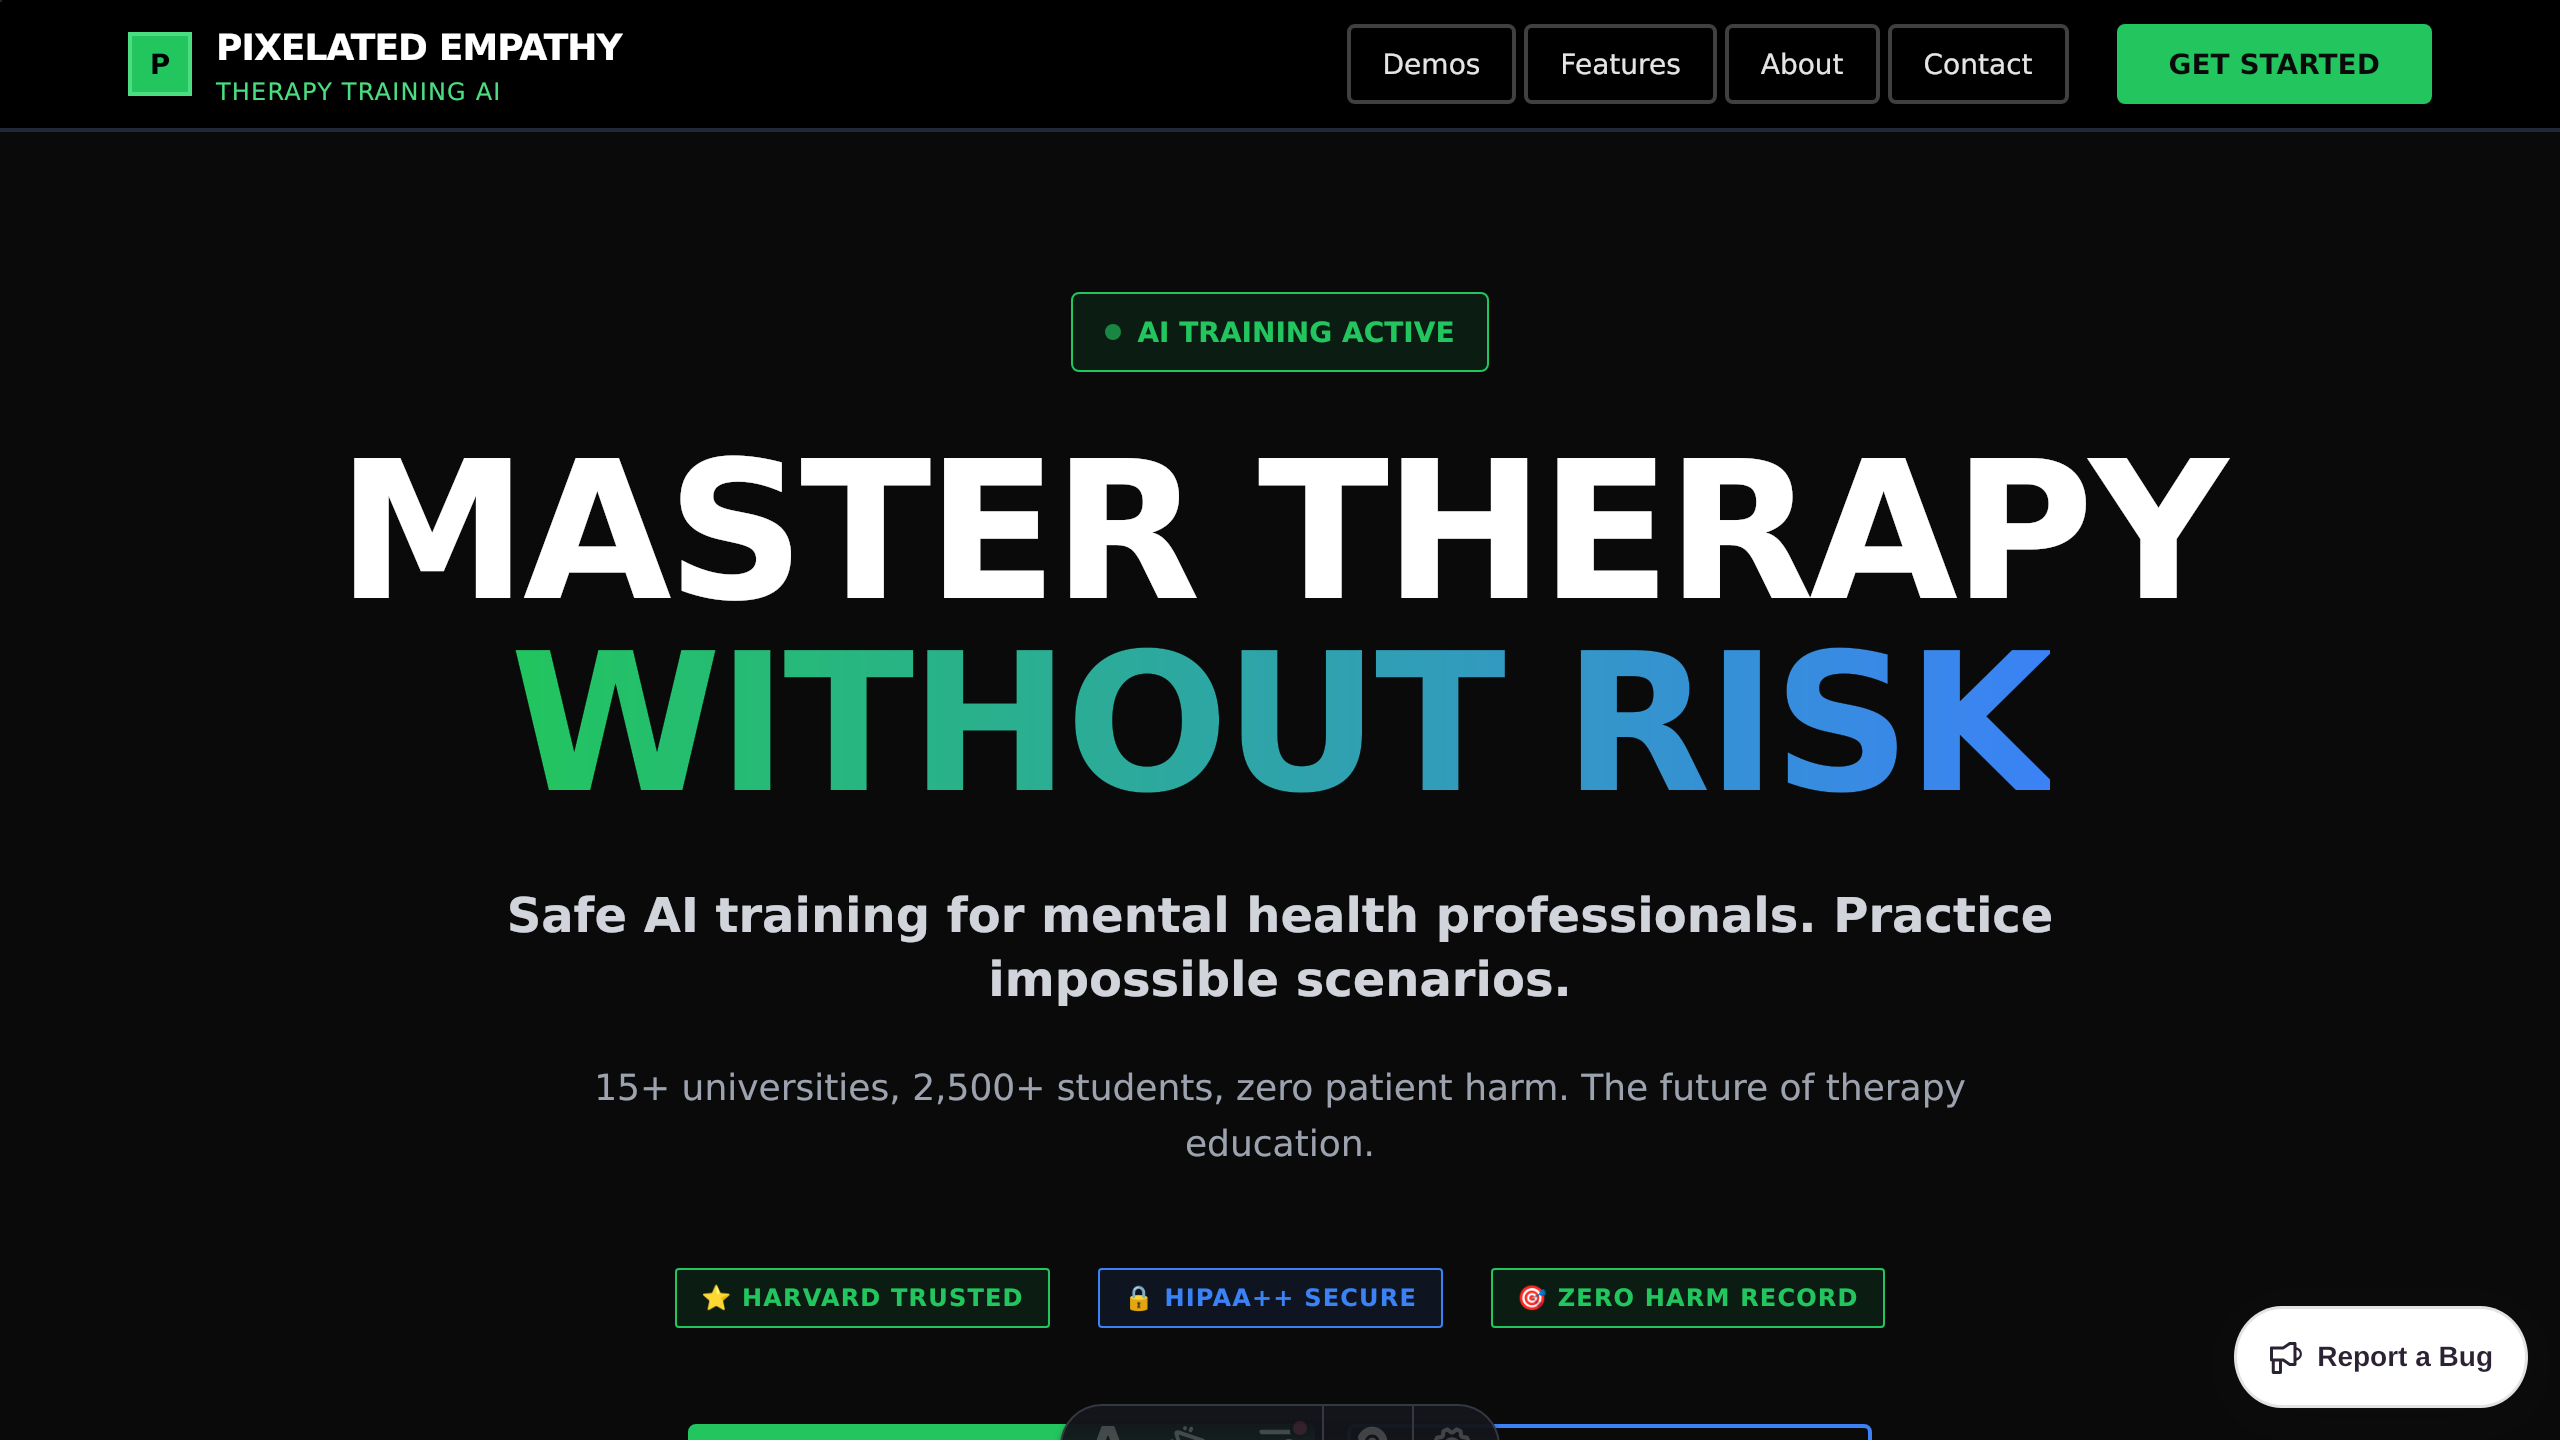 P
PIXELATED EMPATHY
THERAPY TRAINING AI
Demos
Features
About
Contact
GET STARTED
AI TRAINING ACTIVE
MASTER THERAPY
WITHOUT RISK
Safe AI training for mental health professionals. Practice
impossible scenarios.
15+ universities, 2,500+ students, zero patient harm. The future of therapy
education.
⭐ HARVARD TRUSTED
🔒 HIPAA++ SECURE
🎯 ZERO HARM RECORD
Report a Bug